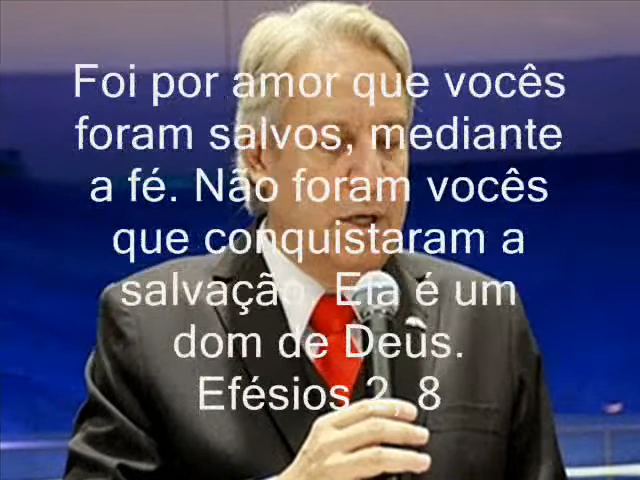 Foi por amor que vocês
foram salvos, mediante
a fé. Não foram vocês
que conquistaram a
salvação. Ela é um
dom de Deus.
Efésios 2, 8